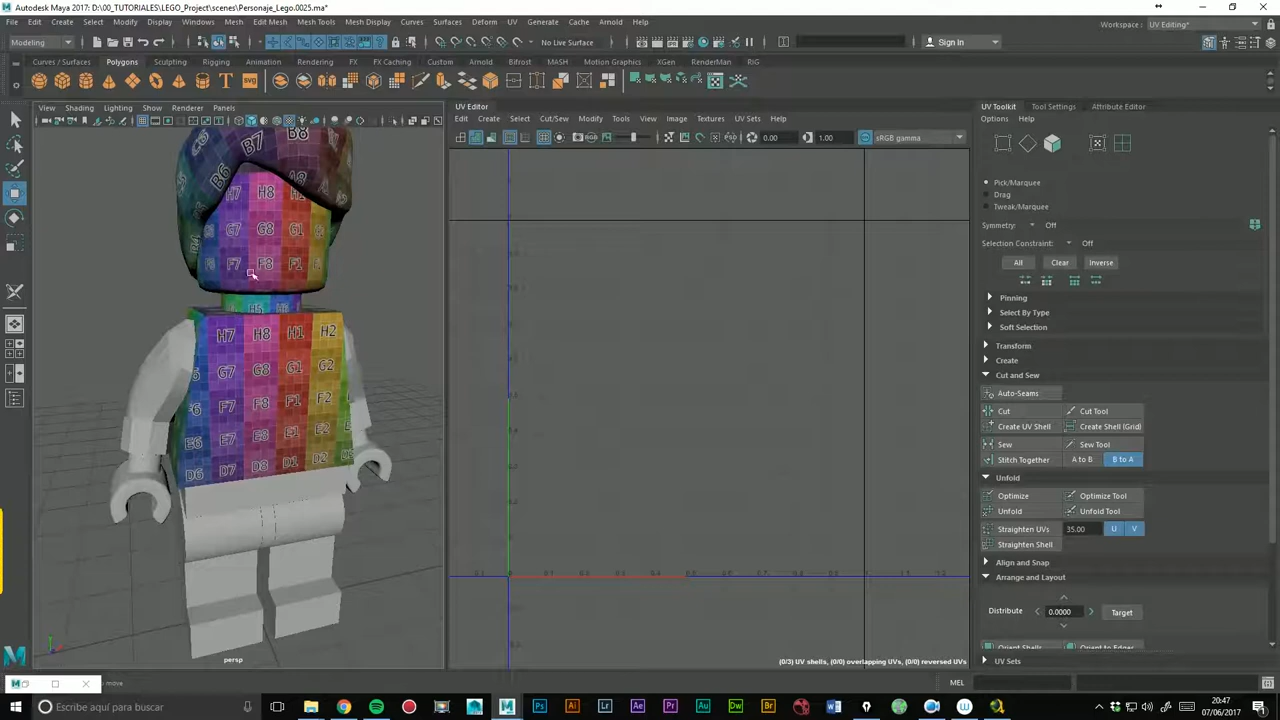 Autodesk Maya 2017: D:\00_TUTORIALES\LEGO_Project\scenes\Personaje_Lego.0025.ma*
File Edit Create Select Modify Display Windows Mesh Edit Mesh Mesh Tools Mesh Display Curves Surfaces Deform UV Generate Cache Arnold Help
Workspace: UV Editing*
Modeling No Live Surface Sign In
Curves / Surfaces Polygons Sculpting Rigging Animation Rendering FX FX Caching Custom Arnold Bifrost MASH Motion Graphics XGen RenderMan RIG
View Shading Lighting Show Renderer Panels
UV Editor
Edit Create Select Cut/Sew Modify Tools View Image Textures UV Sets Help
0.00 1.00 sRGB gamma
UV Toolkit Tool Settings Attribute Editor
Options Help
Pick/Marquee
Drag
Tweak/Marquee
Symmetry: Off
Selection Constraint: Off
All Clear Inverse
Pinning
Select By Type
Soft Selection
Transform
Create
Cut and Sew
Auto-Seams
Cut Cut Tool
Create UV Shell Create Shell (Grid)
Sew Sew Tool
Stitch Together A to B B to A
Unfold
Optimize Optimize Tool
Unfold Unfold Tool
Straighten UVs 35.00 U V
Straighten Shell
Align and Snap
Arrange and Layout
Distribute 0.0000 Target
Orient Shells Orient to Edges
UV Sets
B7 B8
B6
H7 H8
G7 G8 G1
F7 F8 F1
H5
H7 H8 H1 H2
G7 G8 G1 G2
F7 F8 F1 F2
E6 E7 E8 E1
D6 D7 D8 D1 D2
persp
(0/3) UV shells, (0/0) overlapping UVs, (0/0) reversed UVs
move
MEL
Escribe aquí para buscar
20:47
07/06/2017